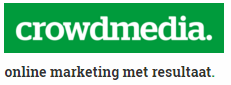 crowdmedia.
online marketing met resultaat.